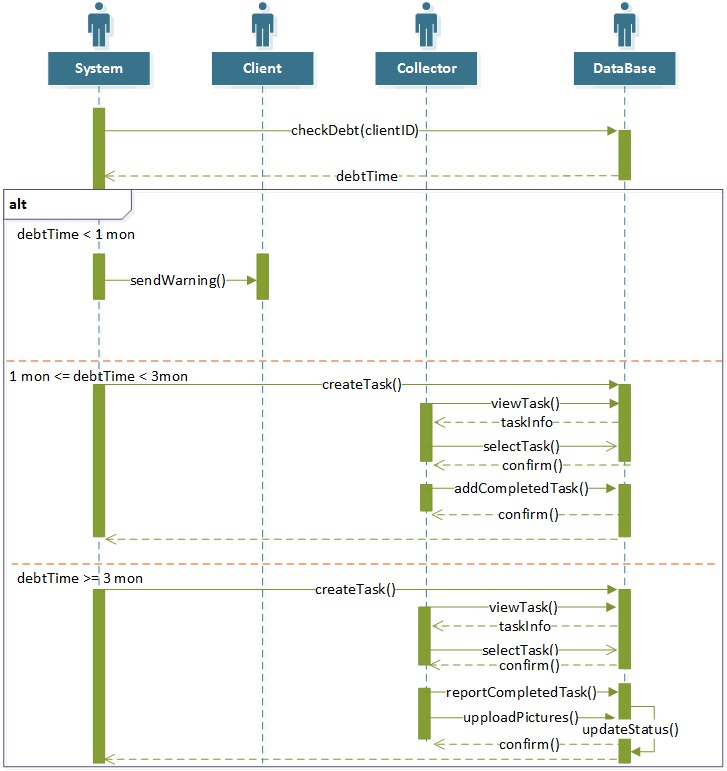 System
Client
Collector
DataBase
checkDebt(clientID)
debtTime
alt
debtTime < 1 mon
sendWarning()
1 mon <= debtTime < 3mon
createTask()
viewTask()
taskInfo
selectTask()
confirm()
addCompletedTask()
confirm()
debtTime >= 3 mon
createTask()
viewTask()
taskInfo
selectTask()
confirm()
reportCompletedTask()
upploadPictures()
updateStatus()
confirm()